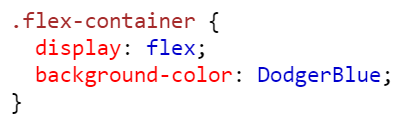 .flex-container {
  display: flex;
  background-color: DodgerBlue;
}